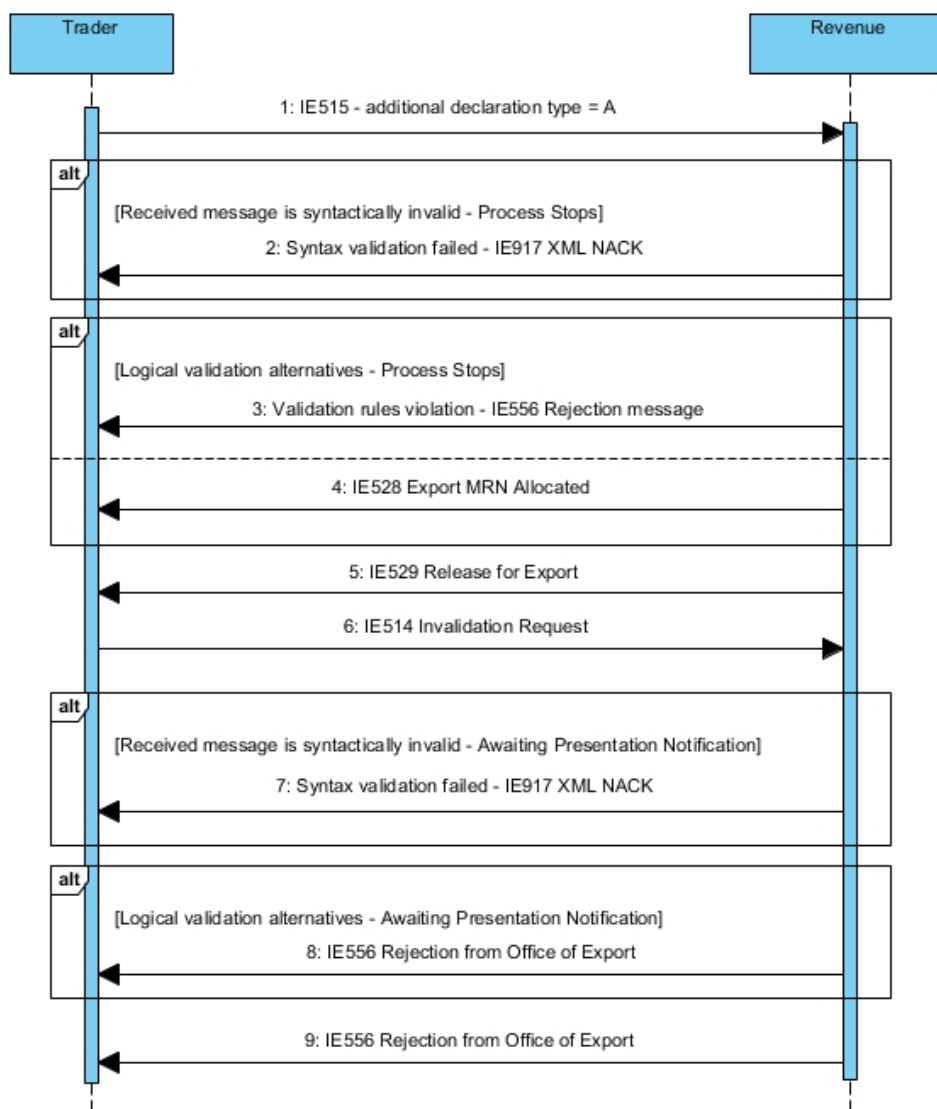 Trader
Revenue
1: IE515 - additional declaration type = A
alt
[Received message is syntactically invalid - Process Stops]
2: Syntax validation failed - IE917 XML NACK
alt
[Logical validation alternatives - Process Stops]
3: Validation rules violation - IE556 Rejection message
4: IE528 Export MRN Allocated
5: IE529 Release for Export
6: IE514 Invalidation Request
alt
[Received message is syntactically invalid - Awaiting Presentation Notification]
7: Syntax validation failed - IE917 XML NACK
alt
[Logical validation alternatives - Awaiting Presentation Notification]
8: IE556 Rejection from Office of Export
9: IE556 Rejection from Office of Export